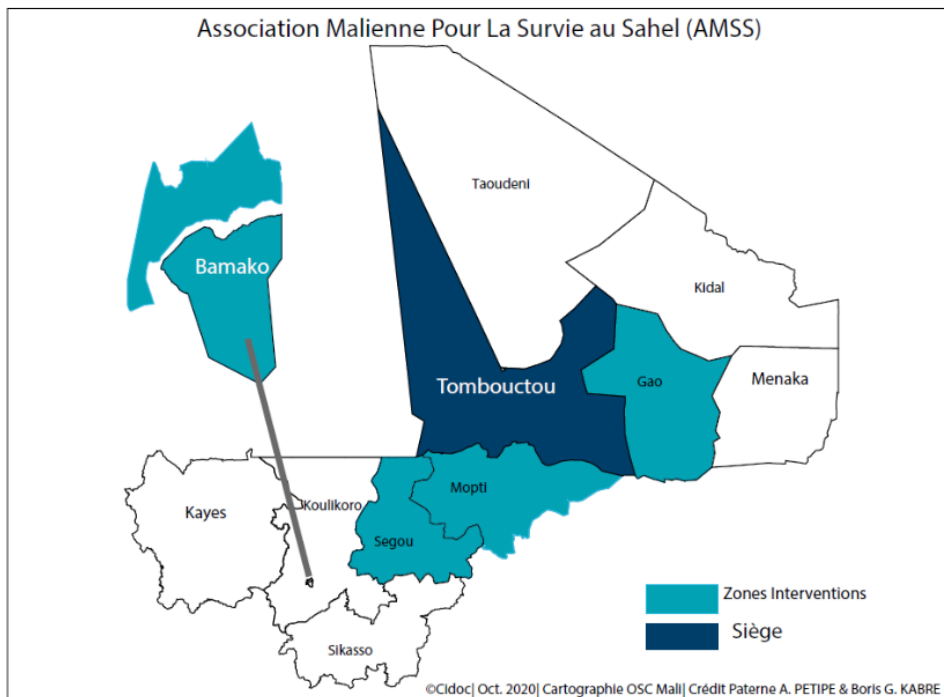 Association Malienne Pour La Survie au Sahel (AMSS)
Taoudeni
Bamako
Kidal
Tombouctou
Gao
Menaka
Mopti
Koulikoro
Kayes
Segou
Zones Interventions
Siège
Sikasso
©Cidoc| Oct. 2020| Cartographie OSC Mali| Crédit Paterne A. PETIPE & Boris G. KABRE